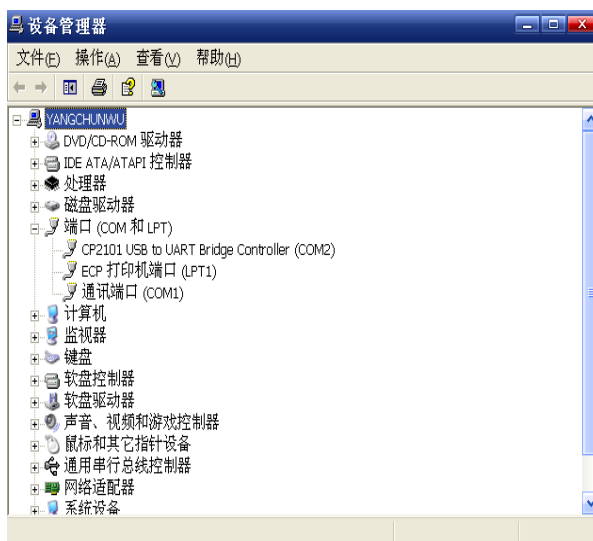 设备管理器
文件(F) 操作(A) 查看(V) 帮助(H)
YANGCHUNWU
DVD/CD-ROM 驱动器
IDE ATA/ATAPI 控制器
处理器
磁盘驱动器
端口 (COM 和 LPT)
CP2101 USB to UART Bridge Controller (COM2)
ECP 打印机端口 (LPT1)
通讯端口 (COM1)
计算机
监视器
键盘
软盘控制器
软盘驱动器
声音、视频和游戏控制器
鼠标和其它指针设备
通用串行总线控制器
网络适配器
系统设备